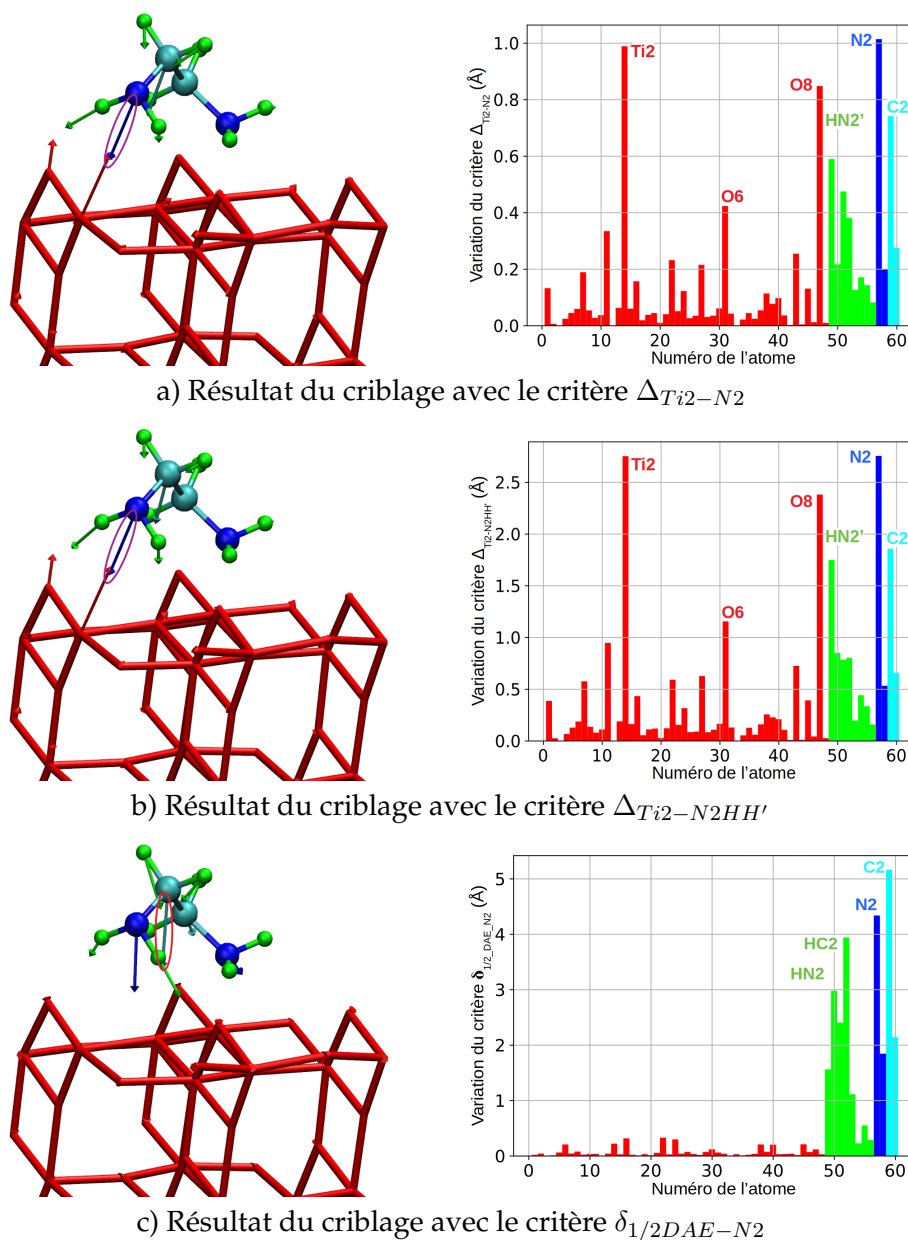 Variation du critère Δ_Ti2-N2 (Å)
1.0
0.8
0.6
0.4
0.2
0.0
Ti2
O6
O8
HN2’
N2
C2
0 10 20 30 40 50 60
Numéro de l’atome
a) Résultat du criblage avec le critère Δ_Ti2−N2
Variation du critère Δ_Ti2-N2HH' (Å)
2.5
2.0
1.5
1.0
0.5
0.0
Ti2
O6
O8
HN2’
N2
C2
0 10 20 30 40 50 60
Numéro de l’atome
b) Résultat du criblage avec le critère Δ_Ti2−N2HH′
Variation du critère δ_1/2_DAE_N2 (Å)
5
4
3
2
1
0
C2
N2
HC2
HN2
0 10 20 30 40 50 60
Numéro de l’atome
c) Résultat du criblage avec le critère δ_1/2DAE−N2